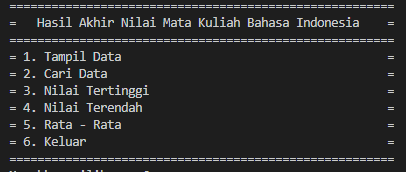 =======================================================
=   Hasil Akhir Nilai Mata Kuliah Bahasa Indonesia    =
=======================================================
= 1. Tampil Data                                      =
= 2. Cari Data                                        =
= 3. Nilai Tertinggi                                  =
= 4. Nilai Terendah                                   =
= 5. Rata - Rata                                      =
= 6. Keluar                                           =
=======================================================